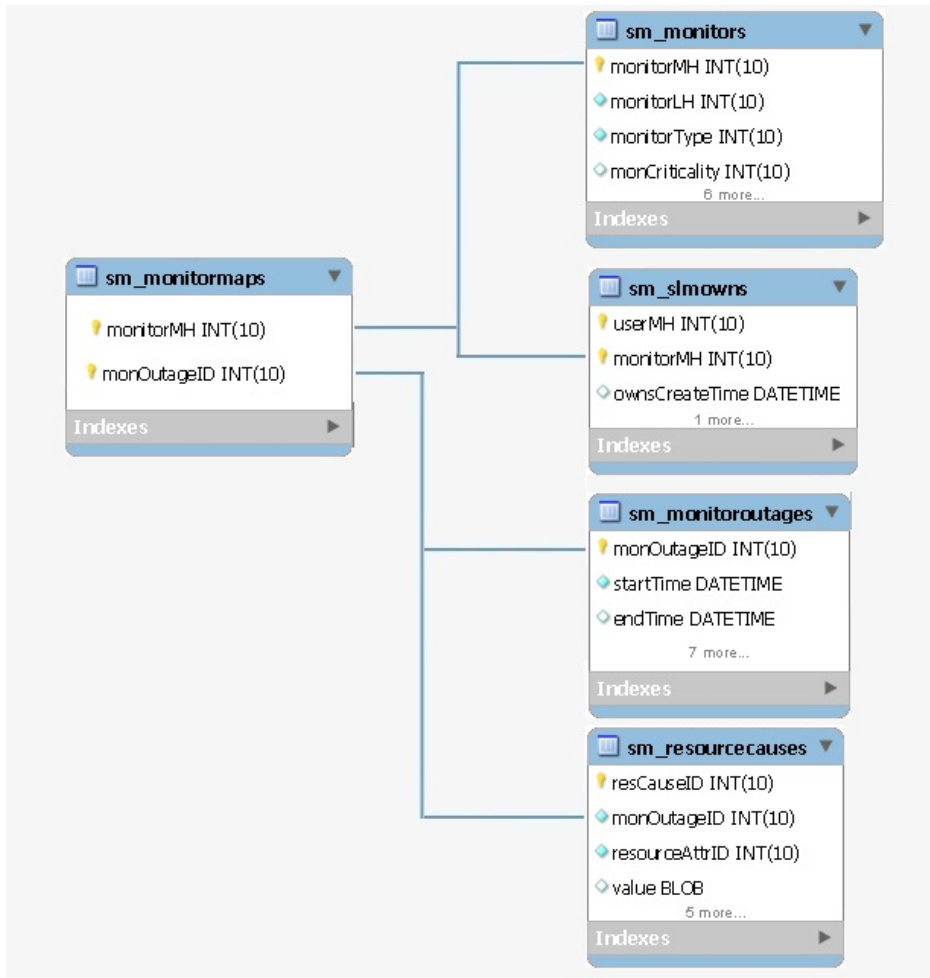 sm_monitors
monitorMH INT(10)
monitorLH INT(10)
monitorType INT(10)
monCriticality INT(10)
6 more...
Indexes
sm_monitormaps
monitorMH INT(10)
monOutageID INT(10)
Indexes
sm_slmowns
userMH INT(10)
monitorMH INT(10)
ownsCreateTime DATETIME
1 more...
Indexes
sm_monitoroutages
monOutageID INT(10)
startTime DATETIME
endTime DATETIME
7 more...
Indexes
sm_resourcecauses
resCauseID INT(10)
monOutageID INT(10)
resourceAttrID INT(10)
value BLOB
5 more...
Indexes